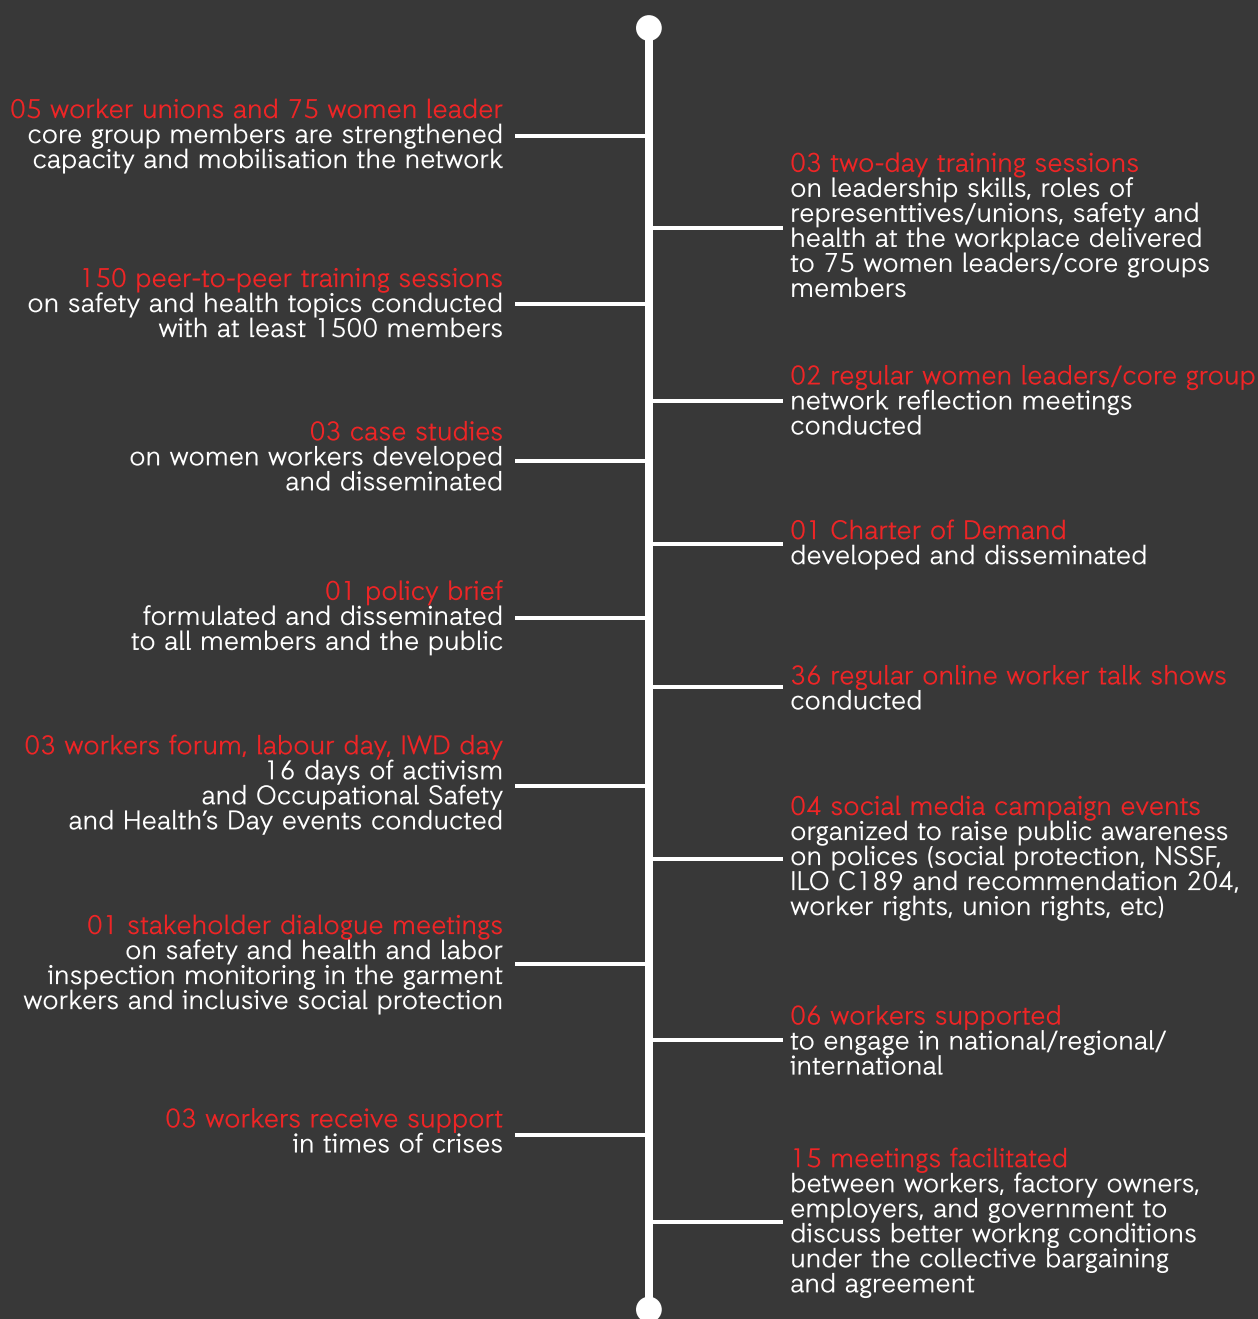 05 worker unions and 75 women leader
core group members are strengthened
capacity and mobilisation the network
03 two-day training sessions
on leadership skills, roles of
representtives/unions, safety and
health at the workplace delivered
to 75 women leaders/core groups
members
150 peer-to-peer training sessions
on safety and health topics conducted
with at least 1500 members
02 regular women leaders/core group
network reflection meetings
conducted
03 case studies
on women workers developed
and disseminated
01 Charter of Demand
developed and disseminated
01 policy brief
formulated and disseminated
to all members and the public
36 regular online worker talk shows
conducted
03 workers forum, labour day, IWD day
16 days of activism
and Occupational Safety
and Health’s Day events conducted
04 social media campaign events
organized to raise public awareness
on polices (social protection, NSSF,
ILO C189 and recommendation 204,
worker rights, union rights, etc)
01 stakeholder dialogue meetings
on safety and health and labor
inspection monitoring in the garment
workers and inclusive social protection
06 workers supported
to engage in national/regional/
international
03 workers receive support
in times of crises
15 meetings facilitated
between workers, factory owners,
employers, and government to
discuss better workng conditions
under the collective bargaining
and agreement